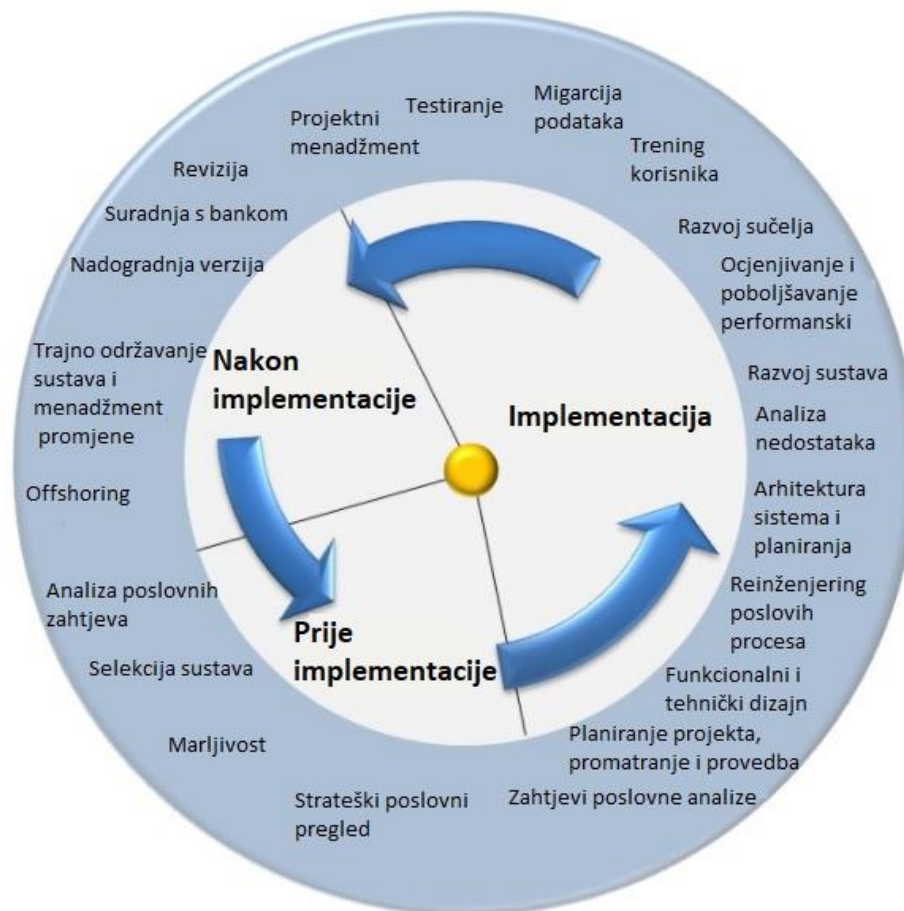 Testiranje
Migarcija
podataka
Projektni
menadžment
Trening
korisnika
Revizija
Suradnja s bankom
Razvoj sučelja
Nadogradnja verzija
Ocjenjivanje i
poboljšavanje
performanski
Trajno održavanje
sustava i
menadžment
promjene
Nakon
implementacije
Implementacija
Razvoj sustava
Analiza
nedostataka
Offshoring
Arhitektura
sistema i
planiranja
Analiza poslovnih
zahtjeva
Reinženjering
poslovih
procesa
Prije
implementacije
Selekcija sustava
Funkcionalni i
tehnički dizajn
Marljivost
Planiranje projekta,
promatranje i provedba
Strateški poslovni
pregled
Zahtjevi poslovne analize